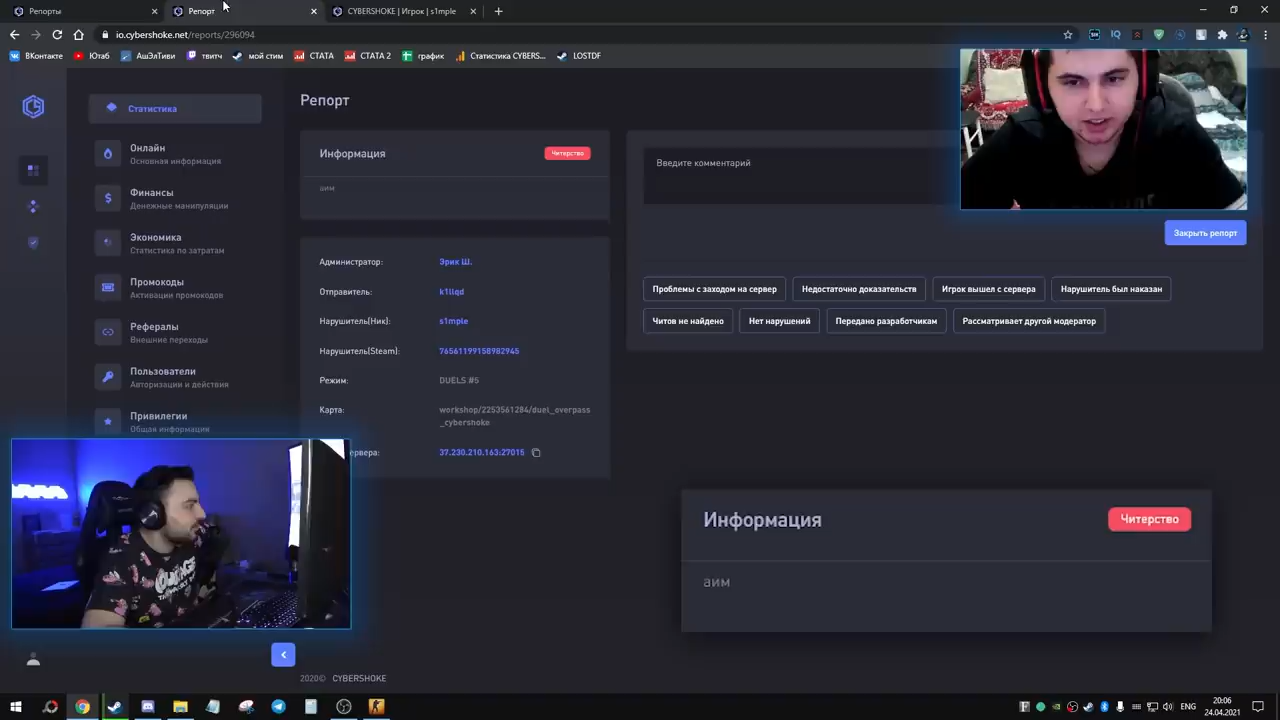 Репорты
Репорт
CYBERSHOKE | Игрок | s1mple
io.cybershoke.net/reports/296094
ВКонтакте
Ютаб
АшЭлТиви
твитч
мой стим
СТАТА
СТАТА 2
график
Статистика CYBERS...
LOSTDF
Статистика
Онлайн
Основная информация
Финансы
Денежные манипуляции
Экономика
Статистика по затратам
Промокоды
Активации промокодов
Рефералы
Внешние переходы
Пользователи
Авторизации и действия
Привилегии
Общая информация
Репорт
Информация
Читерство
аим
Администратор:
Эрик Ш.
Отправитель:
k1llqd
Нарушитель(Ник):
s1mple
Нарушитель(Steam):
76561199158982945
Режим:
DUELS #5
Карта:
workshop/2253561284/duel_overpass
_cybershoke
ервера:
37.230.210.163:27015
Введите комментарий
Закрыть репорт
Проблемы с заходом на сервер
Недостаточно доказательств
Игрок вышел с сервера
Нарушитель был наказан
Читов не найдено
Нет нарушений
Передано разработчикам
Рассматривает другой модератор
Информация
Читерство
аим
2020© CYBERSHOKE
ENG
20:06
24.04.2021